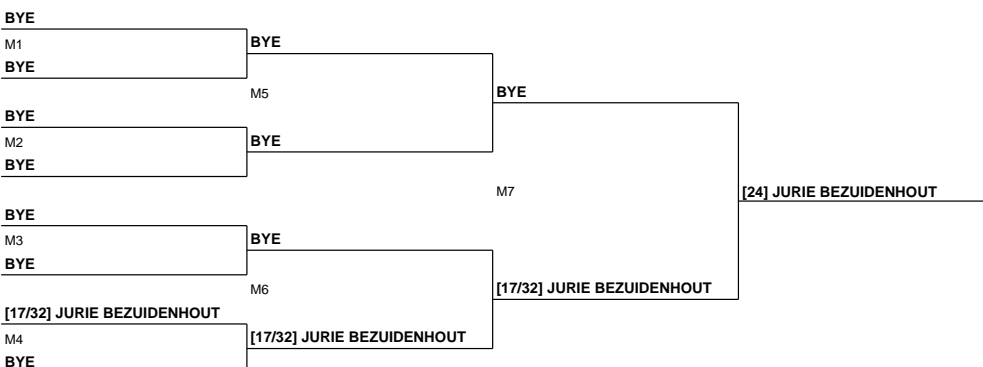 BYE
M1
BYE
BYE
M5
BYE
BYE
M2
BYE
BYE
M7
[24] JURIE BEZUIDENHOUT
BYE
M3
BYE
BYE
M6
[17/32] JURIE BEZUIDENHOUT
[17/32] JURIE BEZUIDENHOUT
M4
[17/32] JURIE BEZUIDENHOUT
BYE